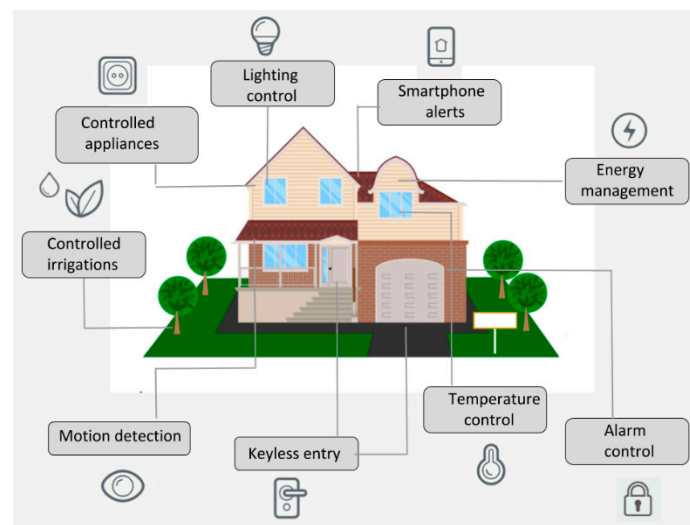 Lighting
control
Smartphone
alerts
Controlled
appliances
Energy
management
Controlled
irrigations
Temperature
control
Motion detection
Keyless entry
Alarm
control